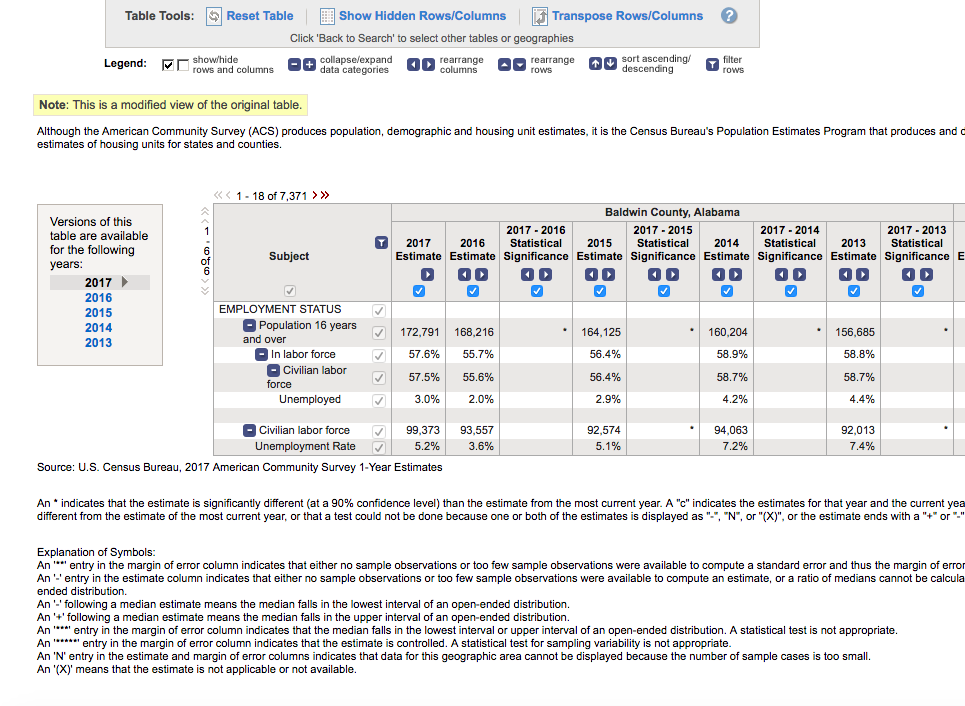 Table Tools: Reset Table Show Hidden Rows/Columns Transpose Rows/Columns ?
Click 'Back to Search' to select other tables or geographies
Legend: show/hide rows and columns collapse/expand data categories rearrange columns rearrange rows sort ascending/ descending filter rows
Note: This is a modified view of the original table.
Although the American Community Survey (ACS) produces population, demographic and housing unit estimates, it is the Census Bureau's Population Estimates Program that produces and
estimates of housing units for states and counties.
1 - 18 of 7,371
Versions of this
table are available
for the following
years:
2017
2016
2015
2014
2013
1
-
6
of
6
Baldwin County, Alabama
Subject 2017 Estimate 2016 Estimate 2017 - 2016 Statistical Significance 2015 Estimate 2017 - 2015 Statistical Significance 2014 Estimate 2017 - 2014 Statistical Significance 2013 Estimate 2017 - 2013 Statistical Significance
EMPLOYMENT STATUS
Population 16 years and over 172,791 168,216 * 164,125 * 160,204 * 156,685 *
In labor force 57.6% 55.7% 56.4% 58.9% 58.8%
Civilian labor force 57.5% 55.6% 56.4% 58.7% 58.7%
Unemployed 3.0% 2.0% 2.9% 4.2% 4.4%
Civilian labor force 99,373 93,557 92,574 * 94,063 92,013 *
Unemployment Rate 5.2% 3.6% 5.1% 7.2% 7.4%
Source: U.S. Census Bureau, 2017 American Community Survey 1-Year Estimates
An * indicates that the estimate is significantly different (at a 90% confidence level) than the estimate from the most current year. A "c" indicates the estimates for that year and the current yea
different from the estimate of the most current year, or that a test could not be done because one or both of the estimates is displayed as "-", "N", or "(X)", or the estimate ends with a "+" or "-"
Explanation of Symbols:
An '**' entry in the margin of error column indicates that either no sample observations or too few sample observations were available to compute a standard error and thus the margin of error
An '-' entry in the estimate column indicates that either no sample observations or too few sample observations were available to compute an estimate, or a ratio of medians cannot be calcula
ended distribution.
An '-' following a median estimate means the median falls in the lowest interval of an open-ended distribution.
An '+' following a median estimate means the median falls in the upper interval of an open-ended distribution.
An '***' entry in the margin of error column indicates that the median falls in the lowest interval or upper interval of an open-ended distribution. A statistical test is not appropriate.
An '*****' entry in the margin of error column indicates that the estimate is controlled. A statistical test for sampling variability is not appropriate.
An 'N' entry in the estimate and margin of error columns indicates that data for this geographic area cannot be displayed because the number of sample cases is too small.
An '(X)' means that the estimate is not applicable or not available.